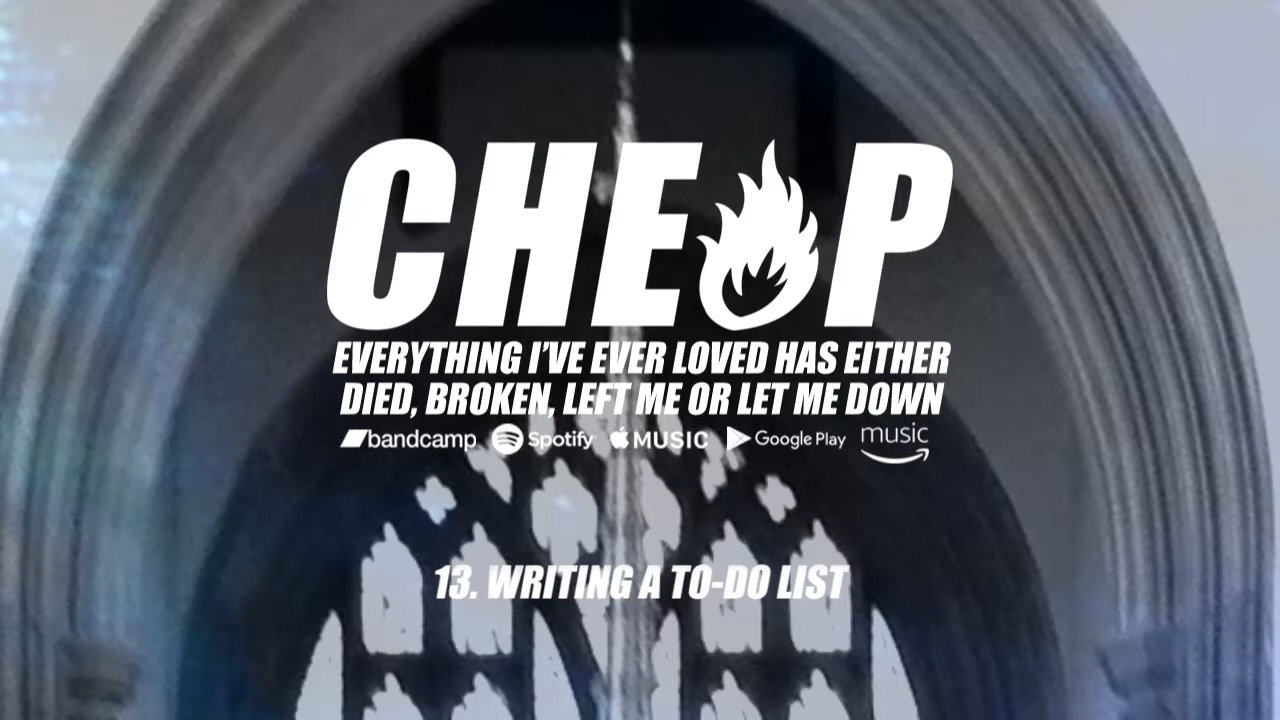 CHEAP
EVERYTHING I'VE EVER LOVED HAS EITHER
DIED, BROKEN, LEFT ME OR LET ME DOWN
bandcamp Spotify MUSIC Google Play music
13. WRITING A TO-DO LIST